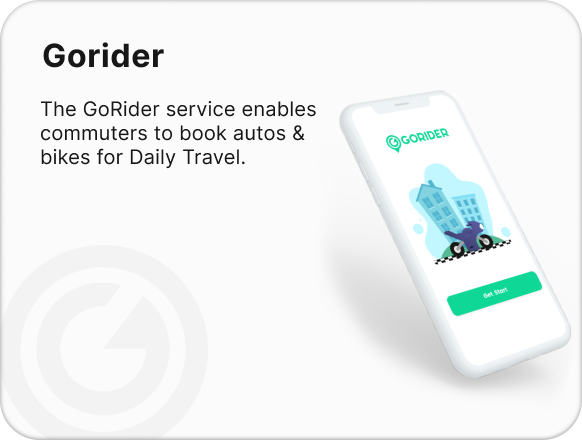 Gorider
The GoRider service enables
commuters to book autos &
bikes for Daily Travel.
GORIDER
Get Start